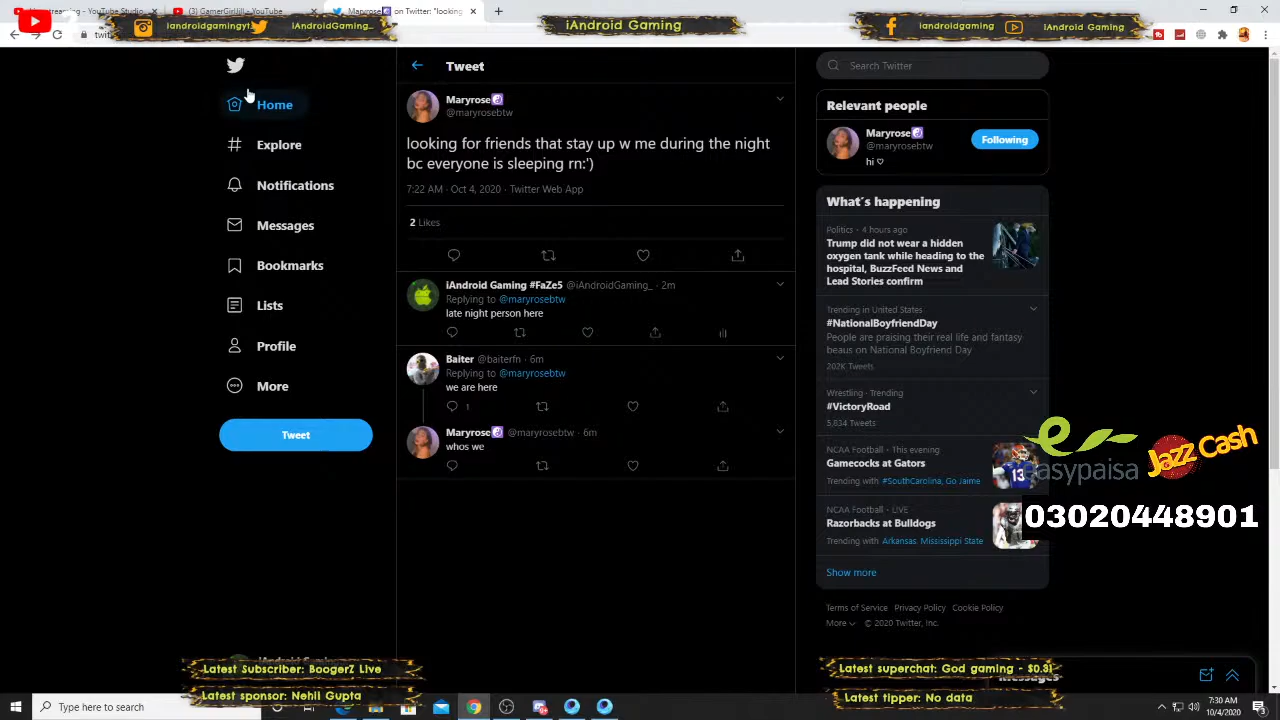 (3) GamerGirlJill - YouTube
Maryrose on Twitter: "looking
iandroidgamingyt
iAndroidGaming_
iAndroid Gaming
iandroidgaming
iAndroid Gaming
Home
Explore
Notifications
Messages
Bookmarks
Lists
Profile
More
Tweet
Tweet
Maryrose
@maryrosebtw
looking for friends that stay up w me during the night
bc everyone is sleeping rn:')
7:22 AM · Oct 4, 2020 · Twitter Web App
2 Likes
iAndroid Gaming #FaZe5 @iAndroidGaming_ · 2m
Replying to @maryrosebtw
late night person here
Baiter @baiterfn · 6m
Replying to @maryrosebtw
we are here
1
Maryrose @maryrosebtw · 6m
whos we
Search Twitter
Relevant people
Maryrose
@maryrosebtw
hi ♡
Following
What's happening
Politics · 4 hours ago
Trump did not wear a hidden
oxygen tank while heading to the
hospital, BuzzFeed News and
Lead Stories confirm
Trending in United States
#NationalBoyfriendDay
People are praising their real life and fantasy
beaus on National Boyfriend Day
202K Tweets
Wrestling · Trending
#VictoryRoad
5,834 Tweets
NCAA Football · This evening
Gamecocks at Gators
Trending with #SouthCarolina, Go Jaime
NCAA Football · LIVE
Razorbacks at Bulldogs
Trending with Arkansas, Mississippi State
Show more
Terms of Service Privacy Policy Cookie Policy
More © 2020 Twitter, Inc.
easypaisa
JazzCash
03020448901
Latest Subscriber: BoogerZ Live
Latest sponsor: Nehil Gupta
Latest superchat: God gaming - $0.31
Messages
Latest tipper: No data
Type here to search
7:30 AM
10/4/2020